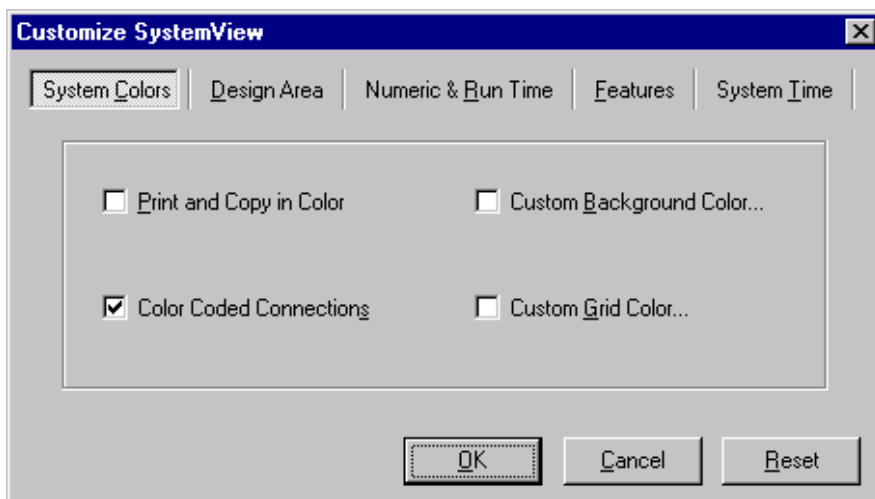 Customize SystemView
System Colors Design Area Numeric & Run Time Features System Time
Print and Copy in Color Custom Background Color...
Color Coded Connections Custom Grid Color...
OK Cancel Reset